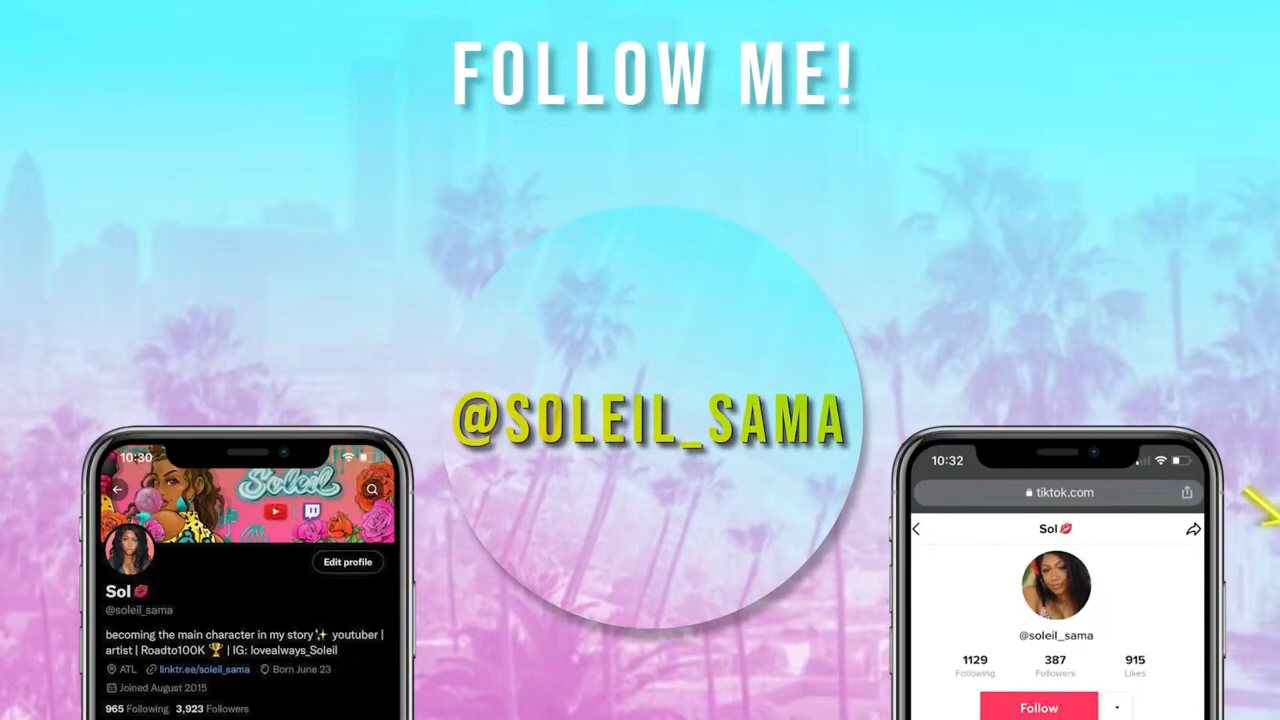 FOLLOW ME!
@SOLEIL_SAMA
10:30
Soleil
Edit profile
Sol
@soleil_sama
becoming the main character in my story✨ youtuber |
artist | Roadto100K 🏆 | IG: lovealways_Soleil
ATL linktr.ee/soleil_sama Born June 23
Joined August 2015
965 Following 3,923 Followers
10:32
tiktok.com
Sol
@soleil_sama
1129 387 915
Following Followers Likes
Follow